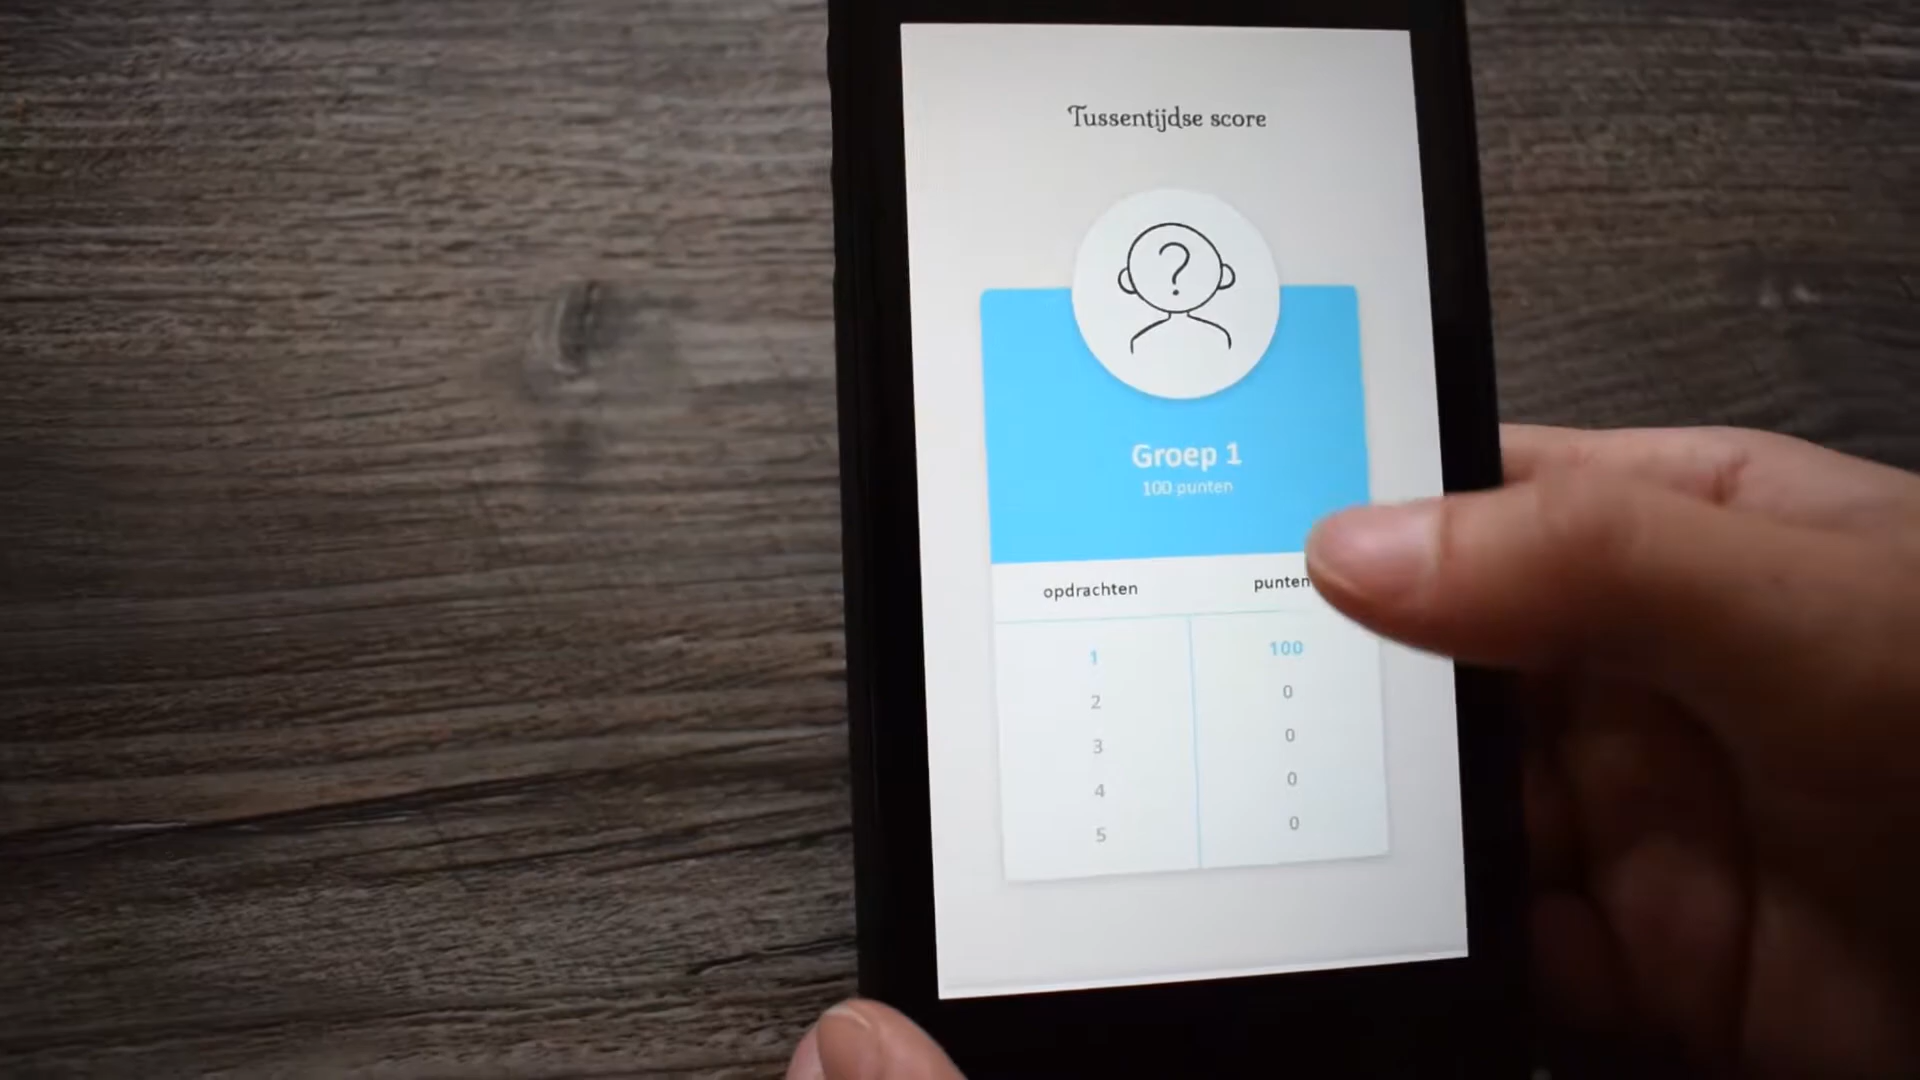 Tussentijdse score
?
Groep 1
100 punten
opdrachten punten
1 100
2 0
3 0
4 0
5 0